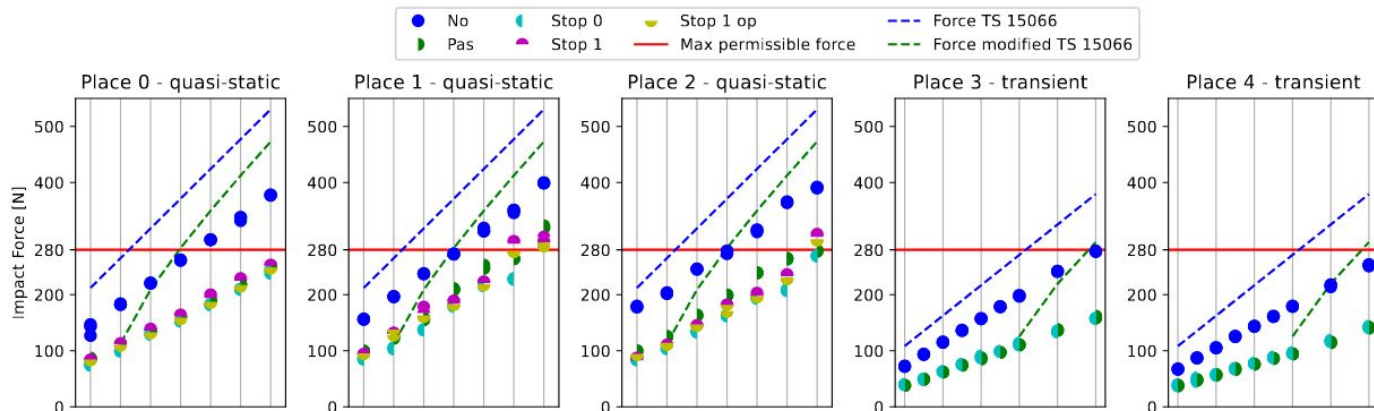 No Stop 0 Stop 1 op Force TS 15066
Pas Stop 1 Max permissible force Force modified TS 15066
Place 0 - quasi-static Place 1 - quasi-static Place 2 - quasi-static Place 3 - transient Place 4 - transient
500 500 500 500 500
400 400 400 400 400
280 280 280 280 280
200 200 200 200 200
100 100 100 100 100
0 0 0 0 0
Impact Force [N]